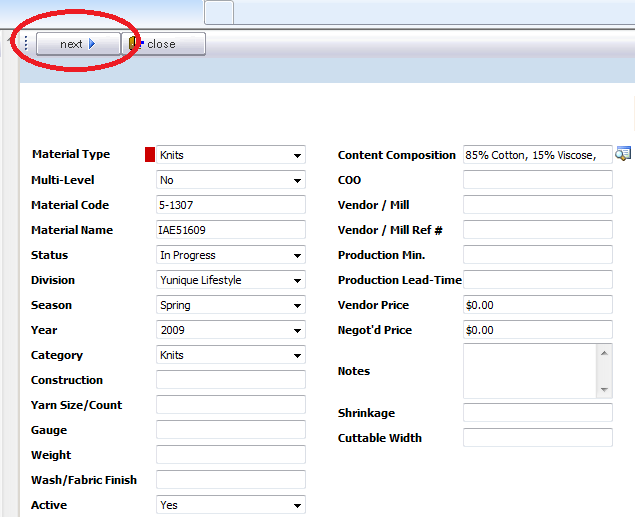 next close
Material Type Knits
Multi-Level No
Material Code 5-1307
Material Name IAE51609
Status In Progress
Division Yunique Lifestyle
Season Spring
Year 2009
Category Knits
Construction
Yarn Size/Count
Gauge
Weight
Wash/Fabric Finish
Active Yes
Content Composition 85% Cotton, 15% Viscose,
COO
Vendor / Mill
Vendor / Mill Ref #
Production Min.
Production Lead-Time
Vendor Price $0.00
Negot'd Price $0.00
Notes
Shrinkage
Cuttable Width